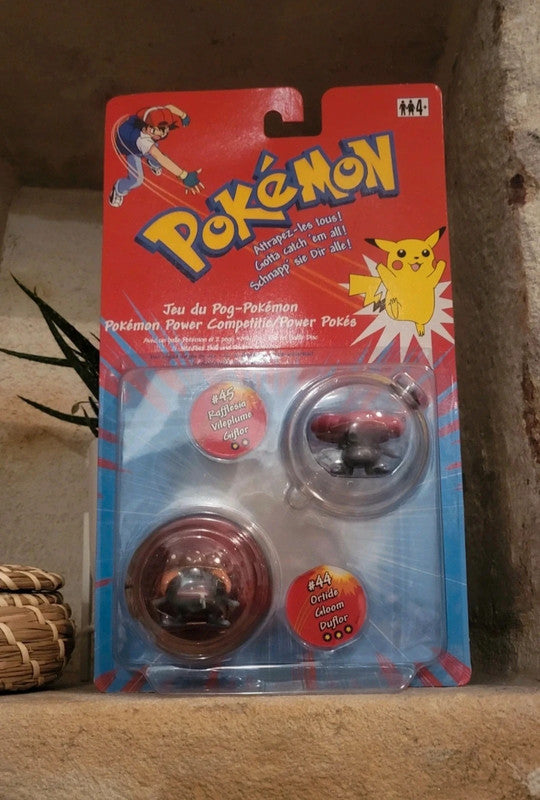 4+
POKéMON
Attrapez-les tous!
Gotta catch 'em all!
Schnapp' sie Dir alle!
Jeu du Pog-Pokémon
Pokémon Power Competitie/Power Pokés
#45
Rafflesia
Vileplume
Giflor
#44
Ortide
Gloom
Duflor